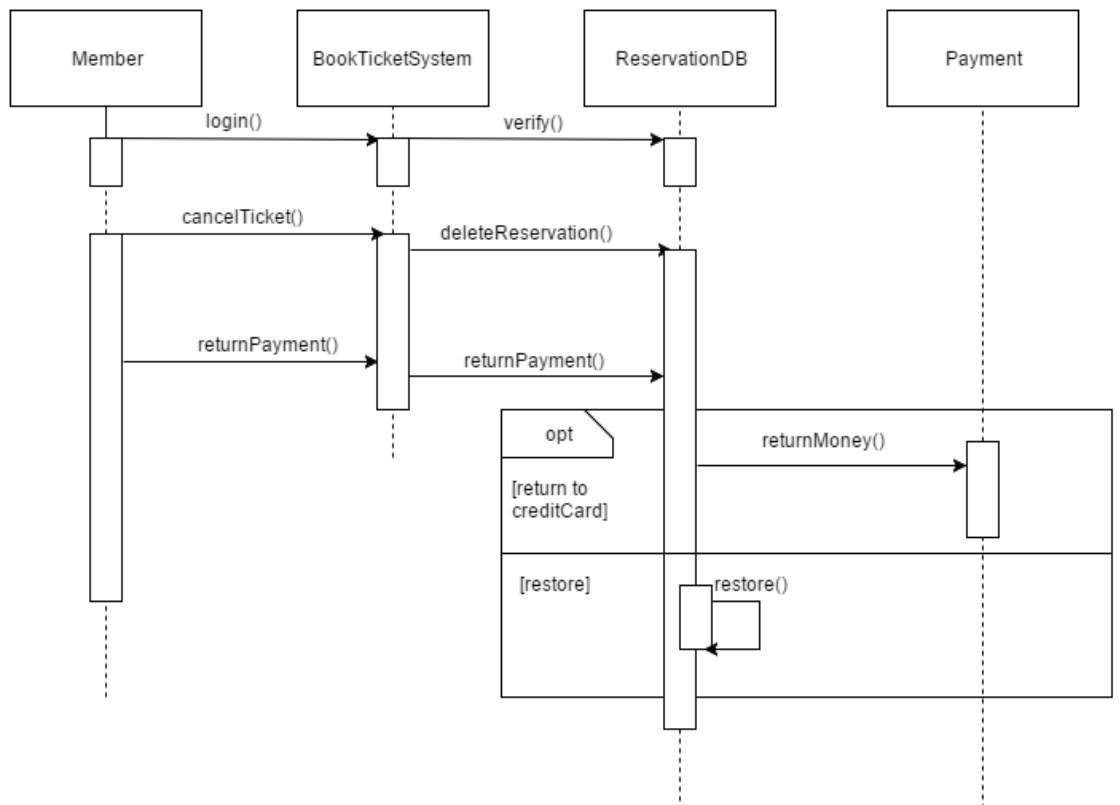 Member
BookTicketSystem
ReservationDB
Payment
login()
verify()
cancelTicket()
deleteReservation()
returnPayment()
returnPayment()
opt
returnMoney()
[return to
creditCard]
[restore]
restore()